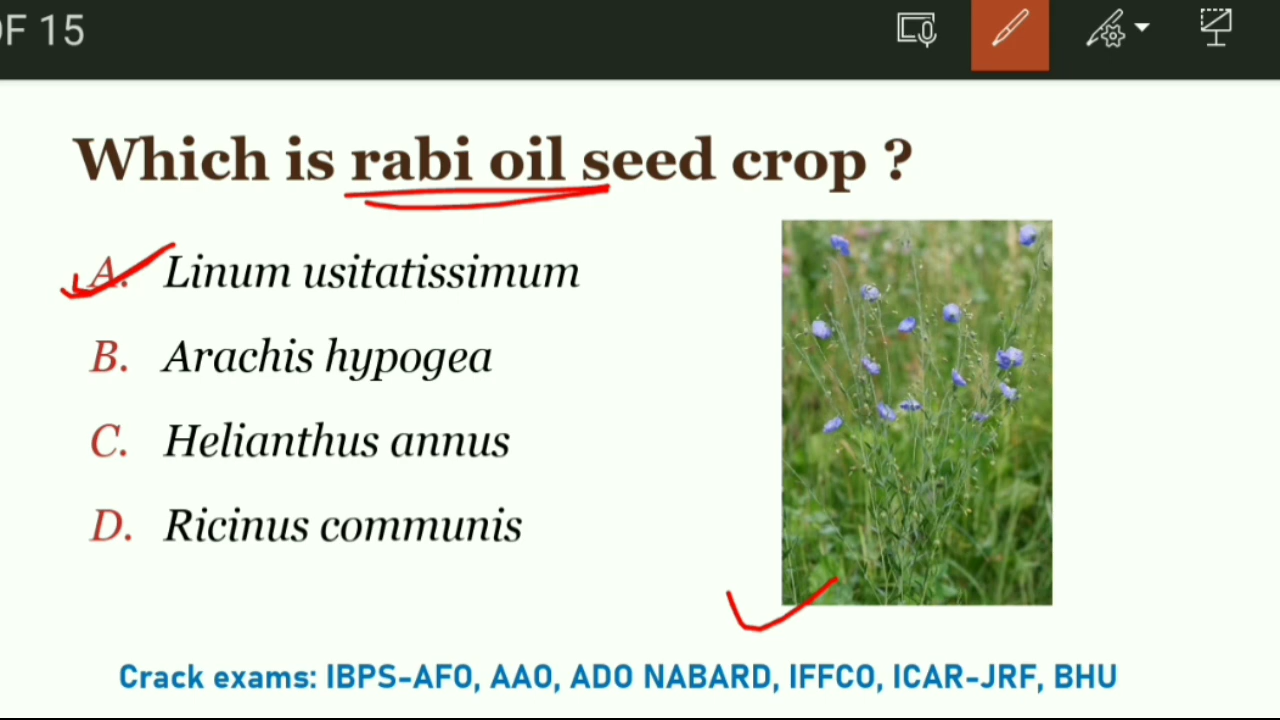 OF 15
Which is rabi oil seed crop ?
A. Linum usitatissimum
B. Arachis hypogea
C. Helianthus annus
D. Ricinus communis
Crack exams: IBPS-AFO, AAO, ADO NABARD, IFFCO, ICAR-JRF, BHU